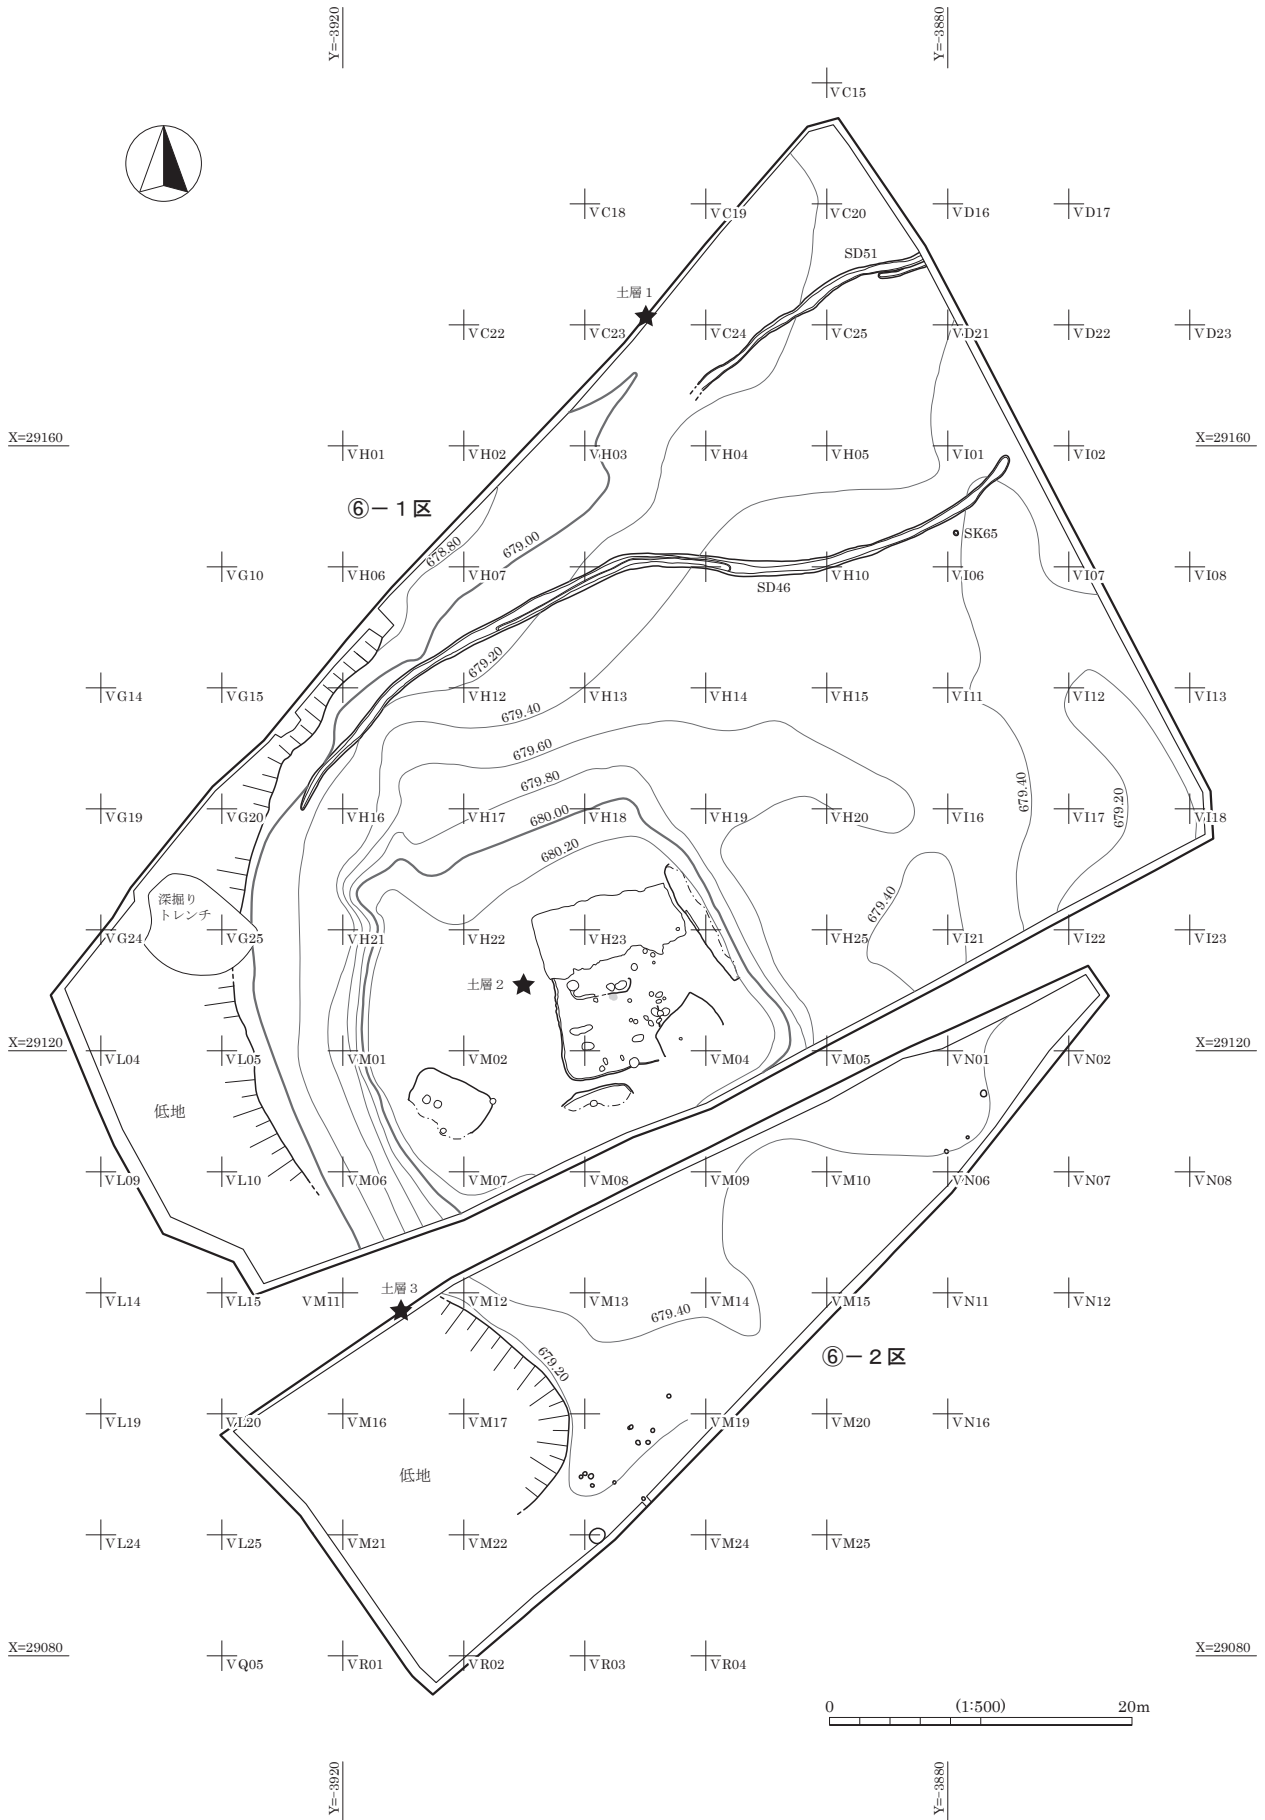 Y=-3920
Y=-3880
VC15
VC18
VC19
VC20
VD16
VD17
SD51
土層 1
VC22
VC23
VC24
VC25
VD21
VD22
VD23
X=29160
X=29160
VH01
VH02
VH03
VH04
VH05
VI01
VI02
⑥－１区
678.80
679.00
SK65
VG10
VH06
VH07
VH10
VI06
VI07
VI08
SD46
679.20
VG14
VG15
VH12
VH13
VH14
VH15
VI11
VI12
VI13
679.40
679.60
679.80
679.40
679.20
VG19
VG20
VH16
VH17
680.00
VH18
VH19
VH20
VI16
VI17
VI18
680.20
深掘り
トレンチ
679.40
VG24
VG25
VH21
VH22
VH23
VH25
VI21
VI22
VI23
土層 2
X=29120
X=29120
VL04
VL05
VM01
VM02
VM04
VM05
VN01
VN02
低地
VL09
VL10
VM06
VM07
VM08
VM09
VM10
VN06
VN07
VN08
土層 3
VL14
VL15
VM11
VM12
VM13
VM14
VM15
VN11
VN12
679.40
679.20
⑥－２区
VL19
VL20
VM16
VM17
VM19
VM20
VN16
低地
VL24
VL25
VM21
VM22
VM24
VM25
X=29080
X=29080
VQ05
VR01
VR02
VR03
VR04
0 (1:500) 20m
Y=-3920
Y=-3880